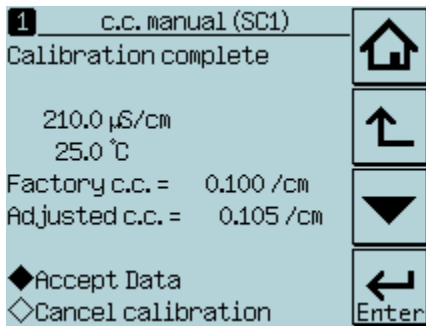 1 c.c. manual (SC1)
Calibration complete
210.0 µS/cm
25.0 °C
Factory c.c. = 0.100 /cm
Adjusted c.c. = 0.105 /cm
◆Accept Data
◇Cancel calibration
Enter